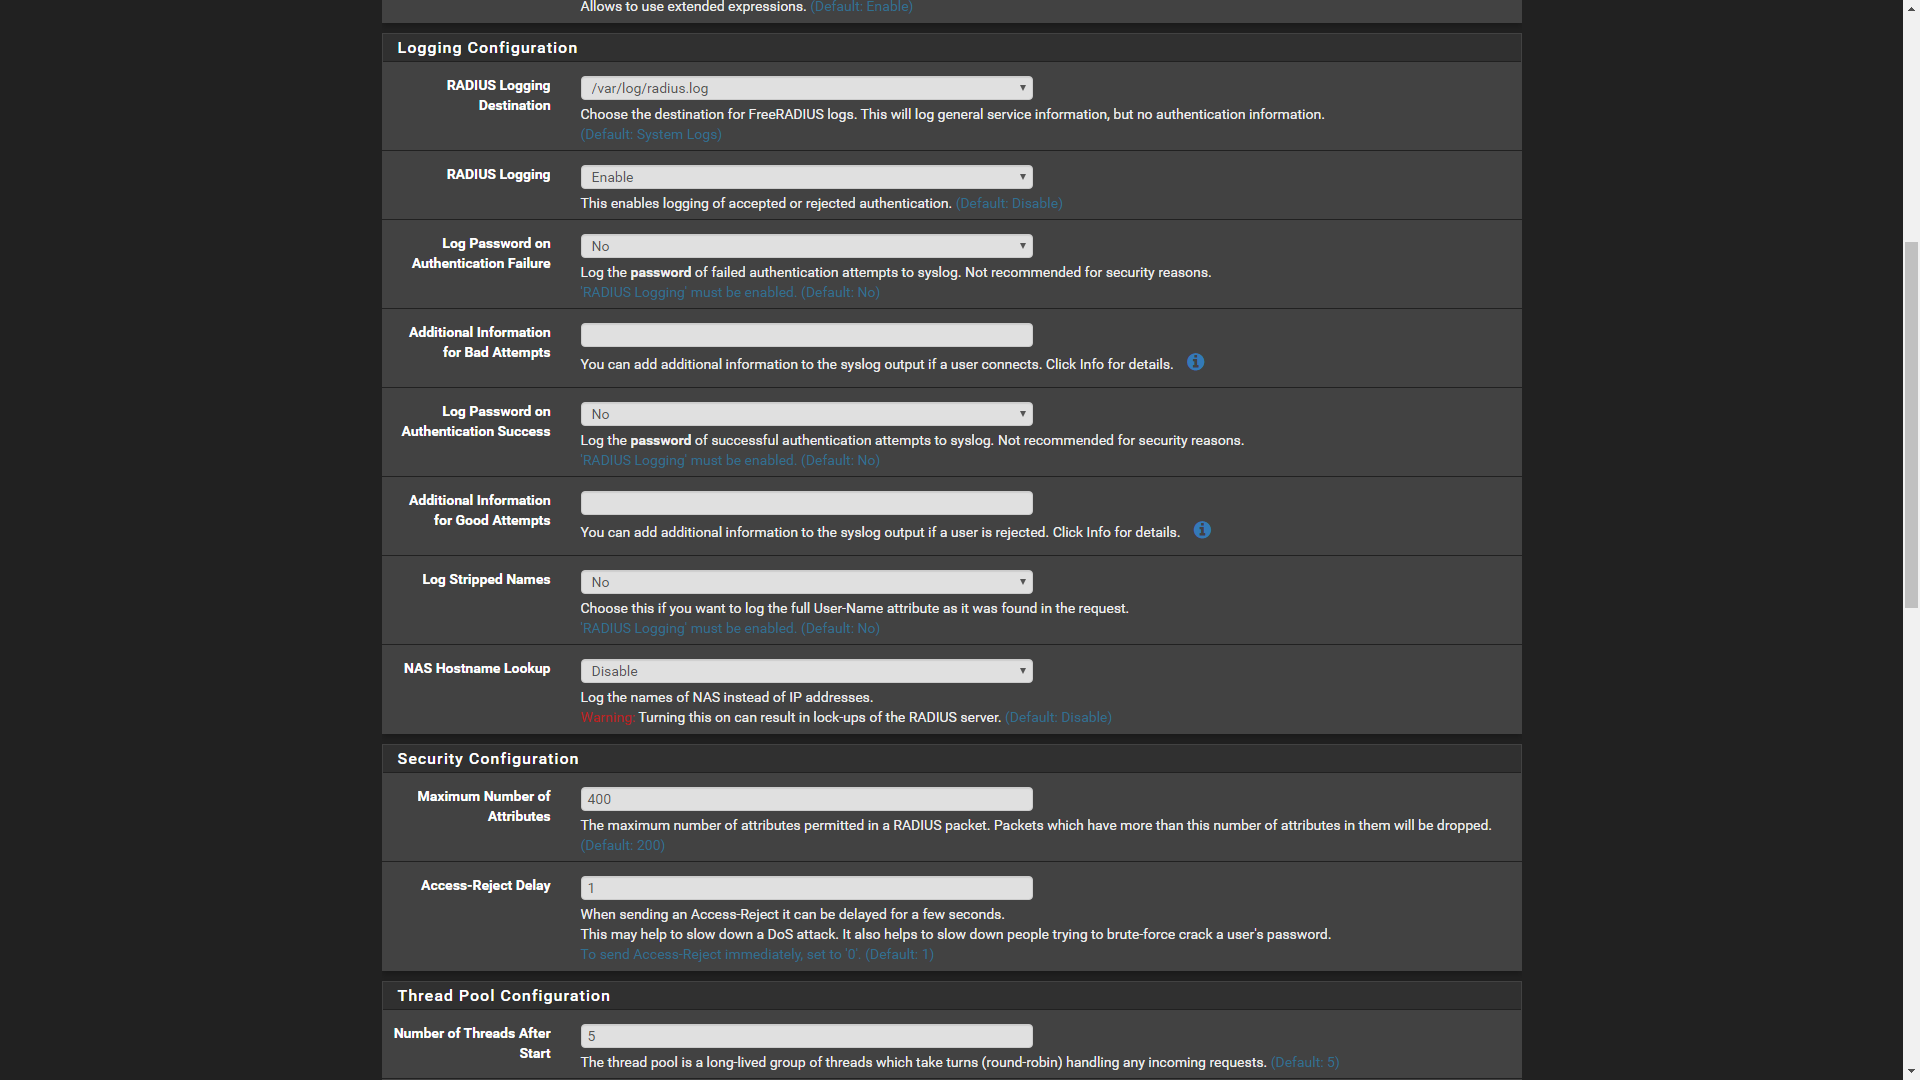 Allows to use extended expressions. (Default: Enable)
Logging Configuration
RADIUS Logging
Destination
/var/log/radius.log
Choose the destination for FreeRADIUS logs. This will log general service information, but no authentication information.
(Default: System Logs)
RADIUS Logging
Enable
This enables logging of accepted or rejected authentication. (Default: Disable)
Log Password on
Authentication Failure
No
Log the password of failed authentication attempts to syslog. Not recommended for security reasons.
'RADIUS Logging' must be enabled. (Default: No)
Additional Information
for Bad Attempts
You can add additional information to the syslog output if a user connects. Click Info for details.
Log Password on
Authentication Success
No
Log the password of successful authentication attempts to syslog. Not recommended for security reasons.
'RADIUS Logging' must be enabled. (Default: No)
Additional Information
for Good Attempts
You can add additional information to the syslog output if a user is rejected. Click Info for details.
Log Stripped Names
No
Choose this if you want to log the full User-Name attribute as it was found in the request.
'RADIUS Logging' must be enabled. (Default: No)
NAS Hostname Lookup
Disable
Log the names of NAS instead of IP addresses.
Warning: Turning this on can result in lock-ups of the RADIUS server. (Default: Disable)
Security Configuration
Maximum Number of
Attributes
400
The maximum number of attributes permitted in a RADIUS packet. Packets which have more than this number of attributes in them will be dropped.
(Default: 200)
Access-Reject Delay
1
When sending an Access-Reject it can be delayed for a few seconds.
This may help to slow down a DoS attack. It also helps to slow down people trying to brute-force crack a user's password.
To send Access-Reject immediately, set to '0'. (Default: 1)
Thread Pool Configuration
Number of Threads After
Start
5
The thread pool is a long-lived group of threads which take turns (round-robin) handling any incoming requests. (Default: 5)